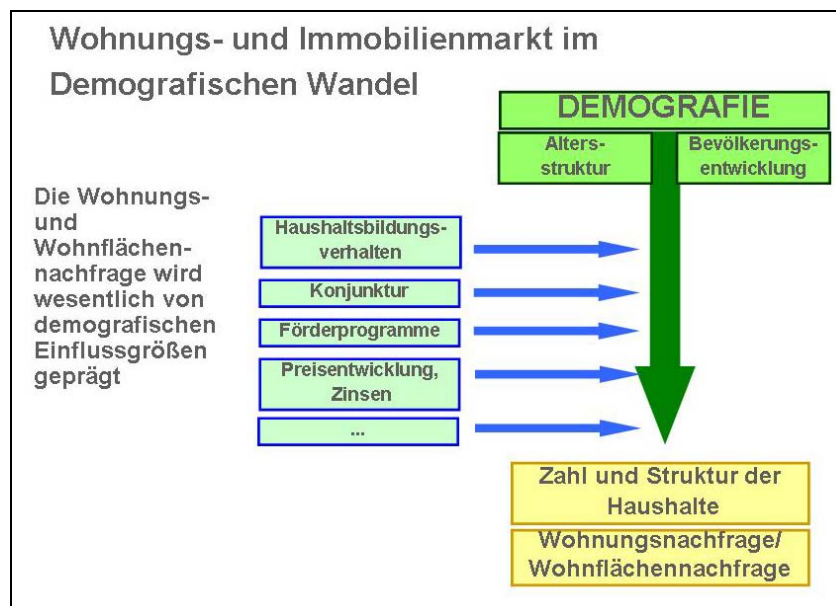 Wohnungs- und Immobilienmarkt im
Demografischen Wandel
DEMOGRAFIE
Alters-
struktur
Bevölkerungs-
entwicklung
Die Wohnungs-
und
Wohnflächen-
nachfrage wird
wesentlich von
demografischen
Einflussgrößen
geprägt
Haushaltsbildungs-
verhalten
Konjunktur
Förderprogramme
Preisentwicklung,
Zinsen
...
Zahl und Struktur der
Haushalte
Wohnungsnachfrage/
Wohnflächennachfrage